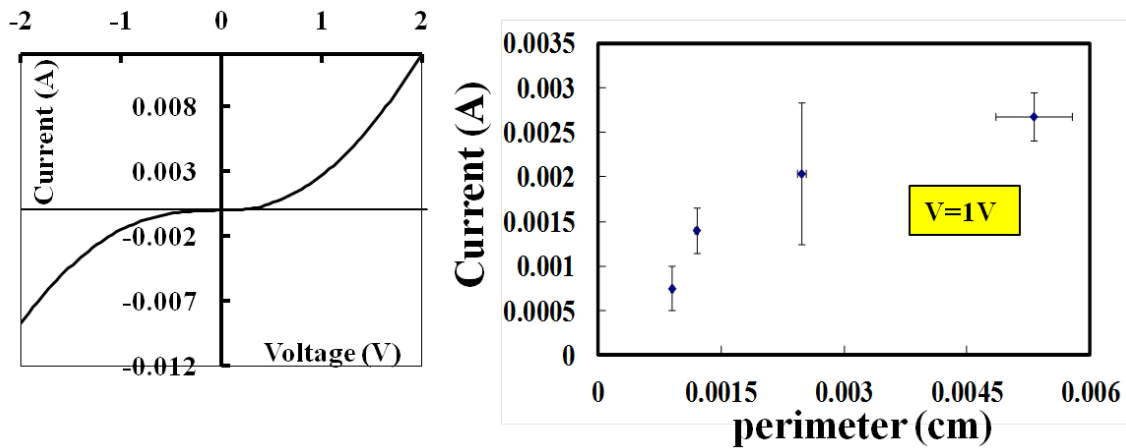 -2 -1 0 1 2
Current (A)
0.008
0.003
-0.002
-0.007
-0.012
Voltage (V)
0.0035
0.003
0.0025
0.002
0.0015
0.001
0.0005
0
Current (A)
V=1V
0 0.0015 0.003 0.0045 0.006
perimeter (cm)